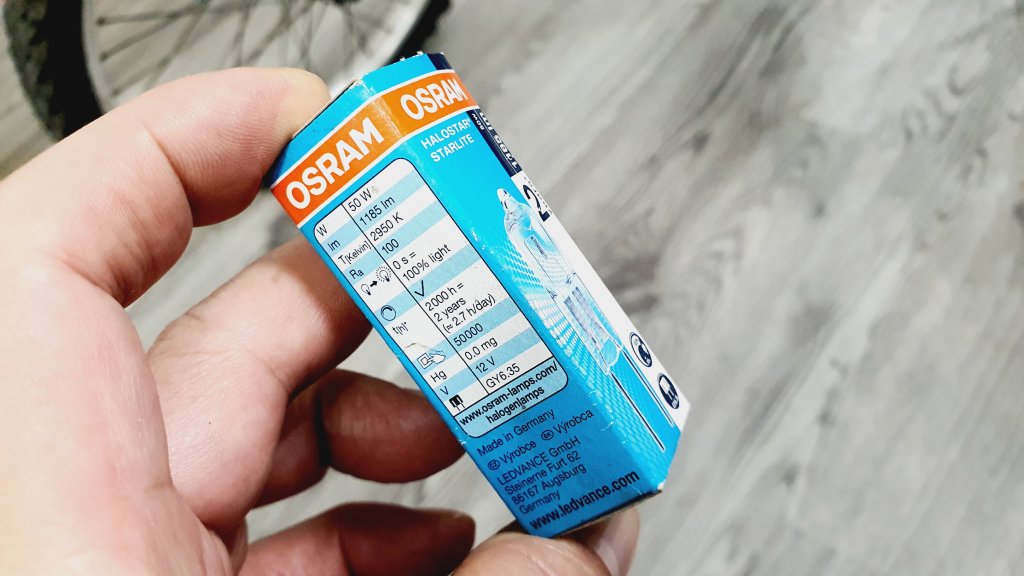 OSRAM
W 50 W
lm 1185 lm
T(Kelvin) 2950 K
Ra 100
0 s =
100% light
t/hr 2000 h =
2 years
(≈ 2.7 h/day)
50000
Hg 0.0 mg
V 12 V
GY6.35
www.osram-lamps.com/
halogenlamps
Made in Germany
Výrobce Výrobca
LEDVANCE GmbH
Steinerne Furt 62
86167 Augsburg
Germany
www.ledvance.com
OSRAM
HALOSTAR
STARLITE